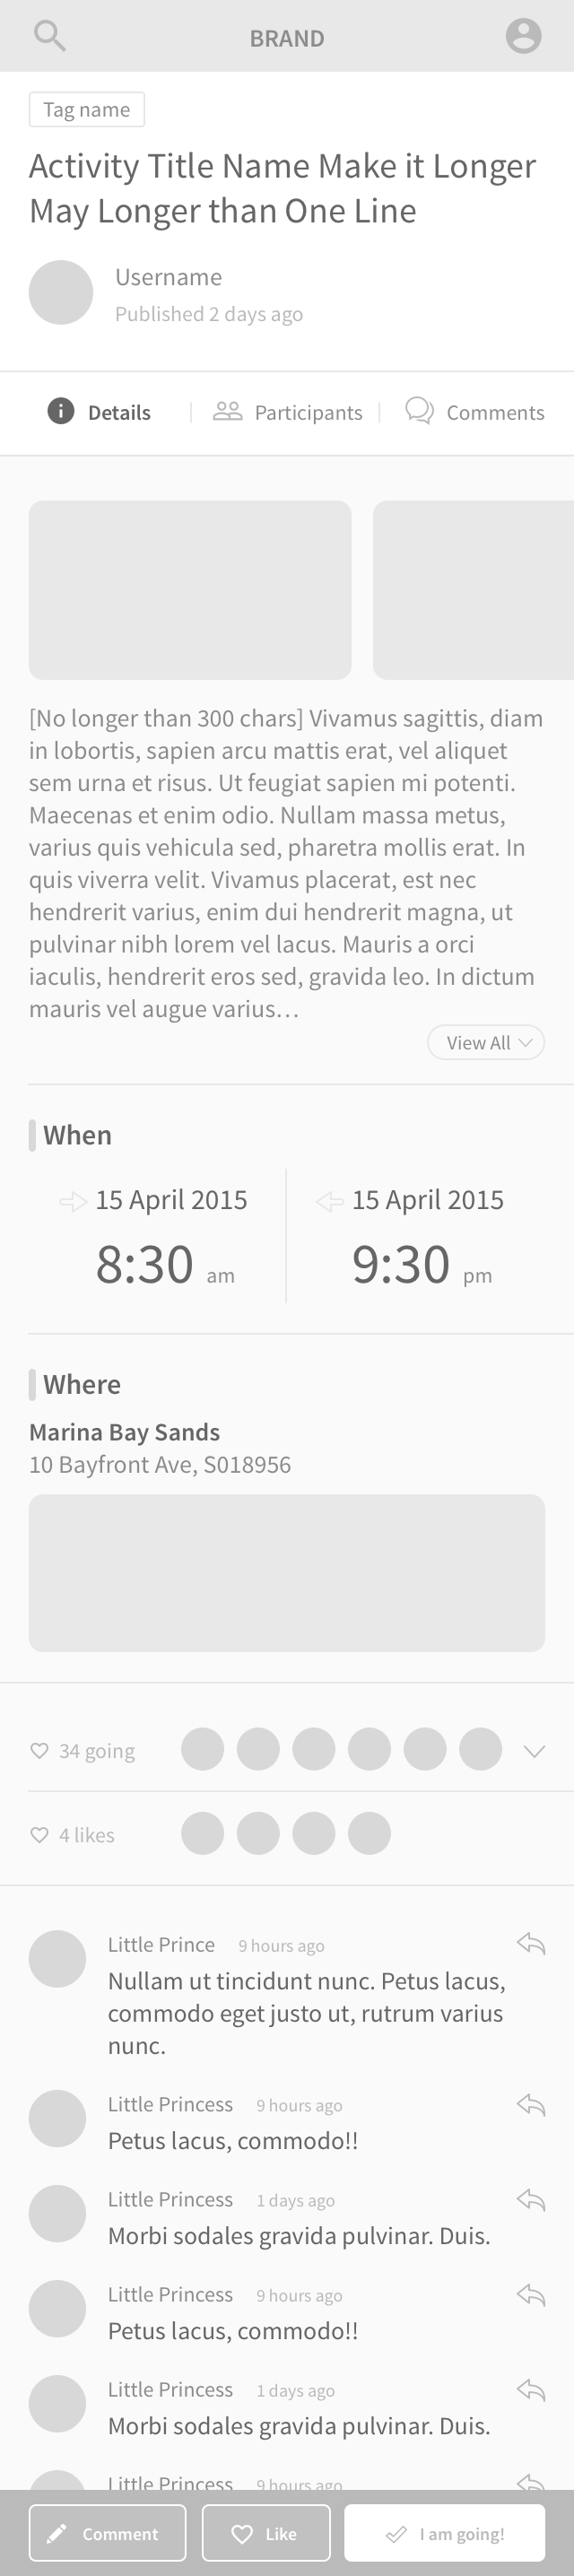 BRAND
Tag name
Activity Title Name Make it Longer
May Longer than One Line
Username
Published 2 days ago
Details
Participants
Comments
[No longer than 300 chars] Vivamus sagittis, diam
in lobortis, sapien arcu mattis erat, vel aliquet
sem urna et risus. Ut feugiat sapien mi potenti.
Maecenas et enim odio. Nullam massa metus,
varius quis vehicula sed, pharetra mollis erat. In
quis viverra velit. Vivamus placerat, est nec
hendrerit varius, enim dui hendrerit magna, ut
pulvinar nibh lorem vel lacus. Mauris a orci
iaculis, hendrerit eros sed, gravida leo. In dictum
mauris vel augue varius…
View All
When
15 April 2015
8:30 am
15 April 2015
9:30 pm
Where
Marina Bay Sands
10 Bayfront Ave, S018956
34 going
4 likes
Little Prince 9 hours ago
Nullam ut tincidunt nunc. Petus lacus,
commodo eget justo ut, rutrum varius
nunc.
Little Princess 9 hours ago
Petus lacus, commodo!!
Little Princess 1 days ago
Morbi sodales gravida pulvinar. Duis.
Little Princess 9 hours ago
Petus lacus, commodo!!
Little Princess 1 days ago
Morbi sodales gravida pulvinar. Duis.
Little Princess 9 hours ago
Comment
Like
I am going!